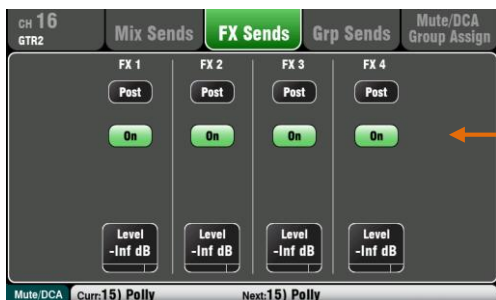 CH 16
GTR2
Mix Sends
FX Sends
Grp Sends
Mute/DCA
Group Assign
FX 1 FX 2 FX 3 FX 4
Post Post Post Post
On On On On
Level Level Level Level
-Inf dB -Inf dB -Inf dB -Inf dB
Mute/DCA Curr:15) Polly Next:15) Polly